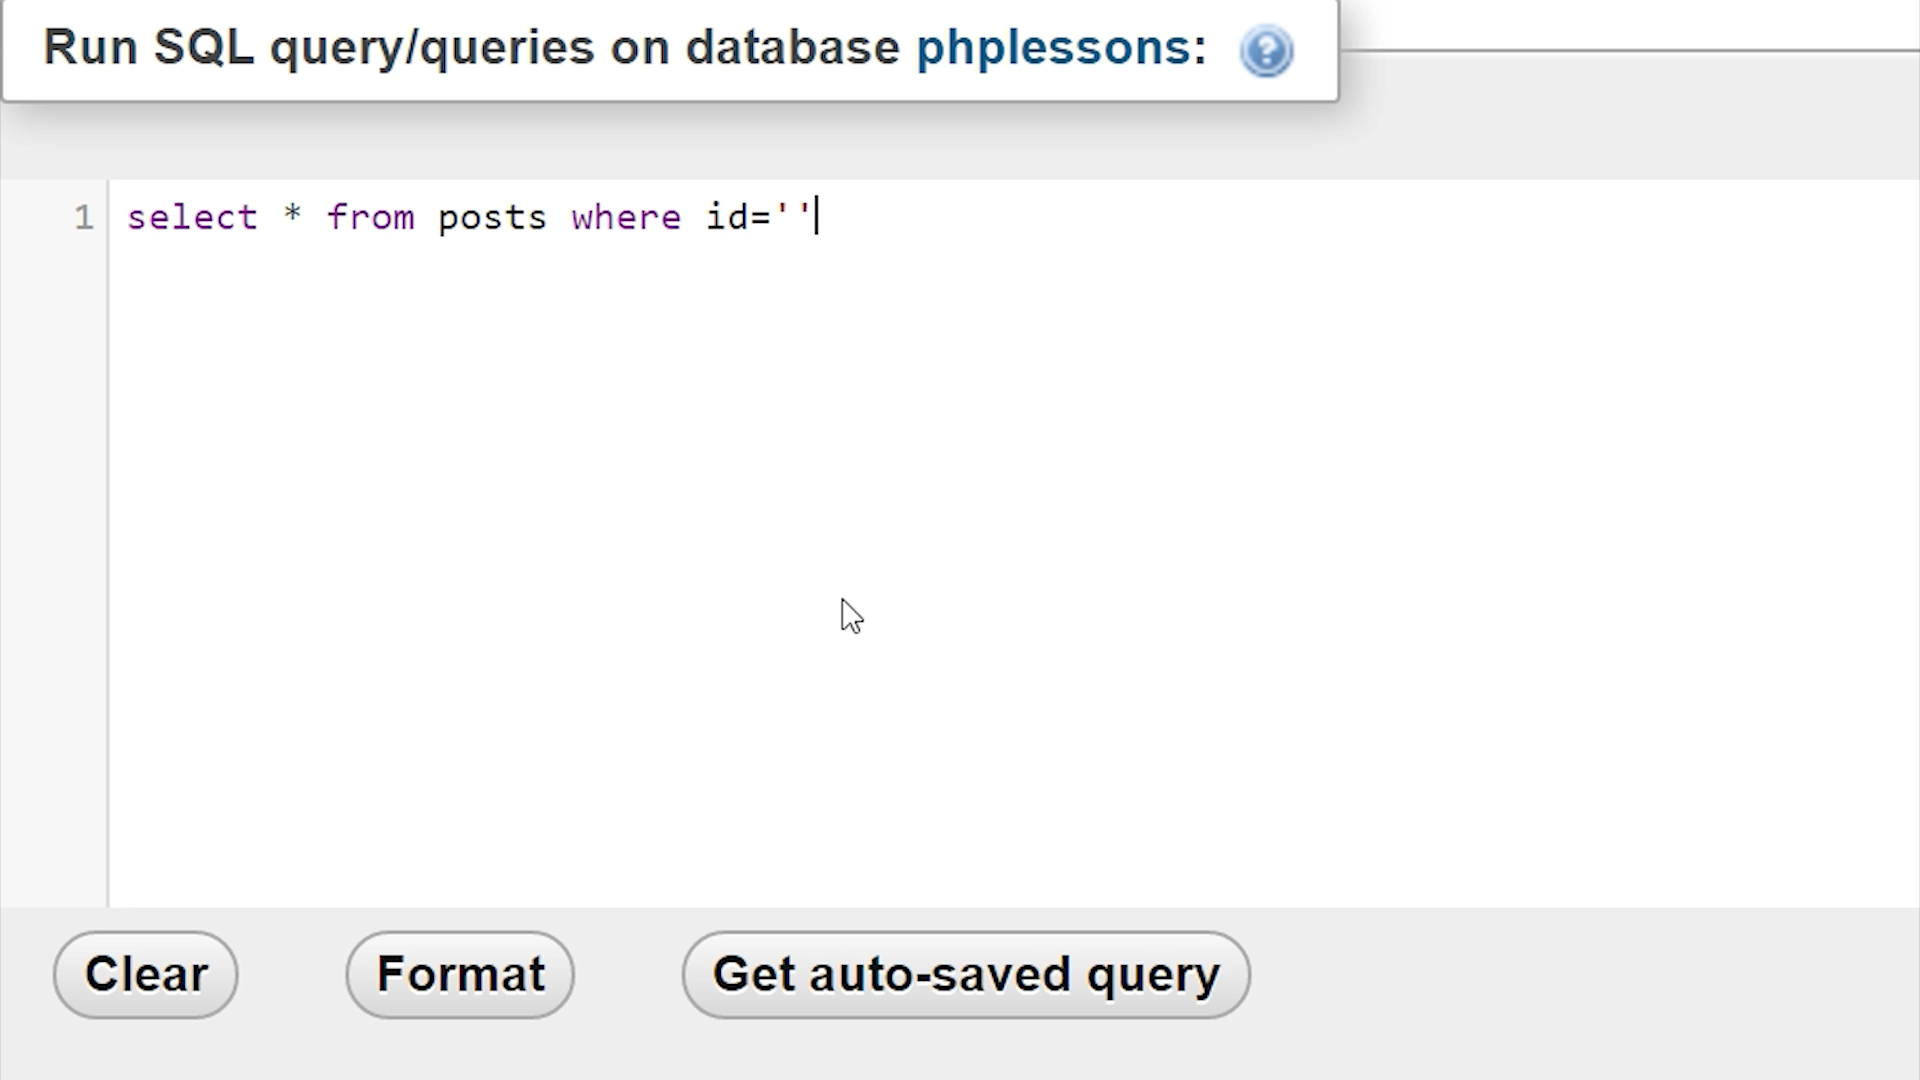 Run SQL query/queries on database phplessons:
1 select * from posts where id=''
Clear Format Get auto-saved query